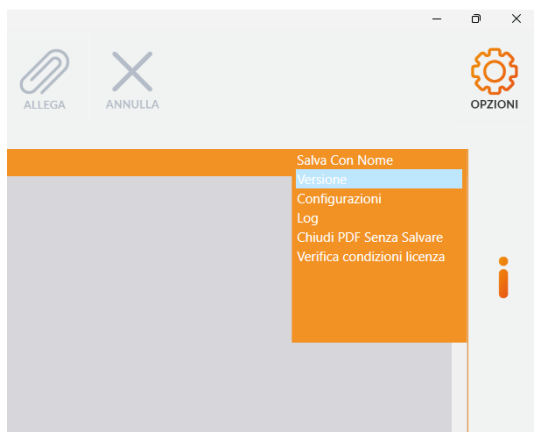 ALLEGA
ANNULLA
OPZIONI
Salva Con Nome
Versione
Configurazioni
Log
Chiudi PDF Senza Salvare
Verifica condizioni licenza